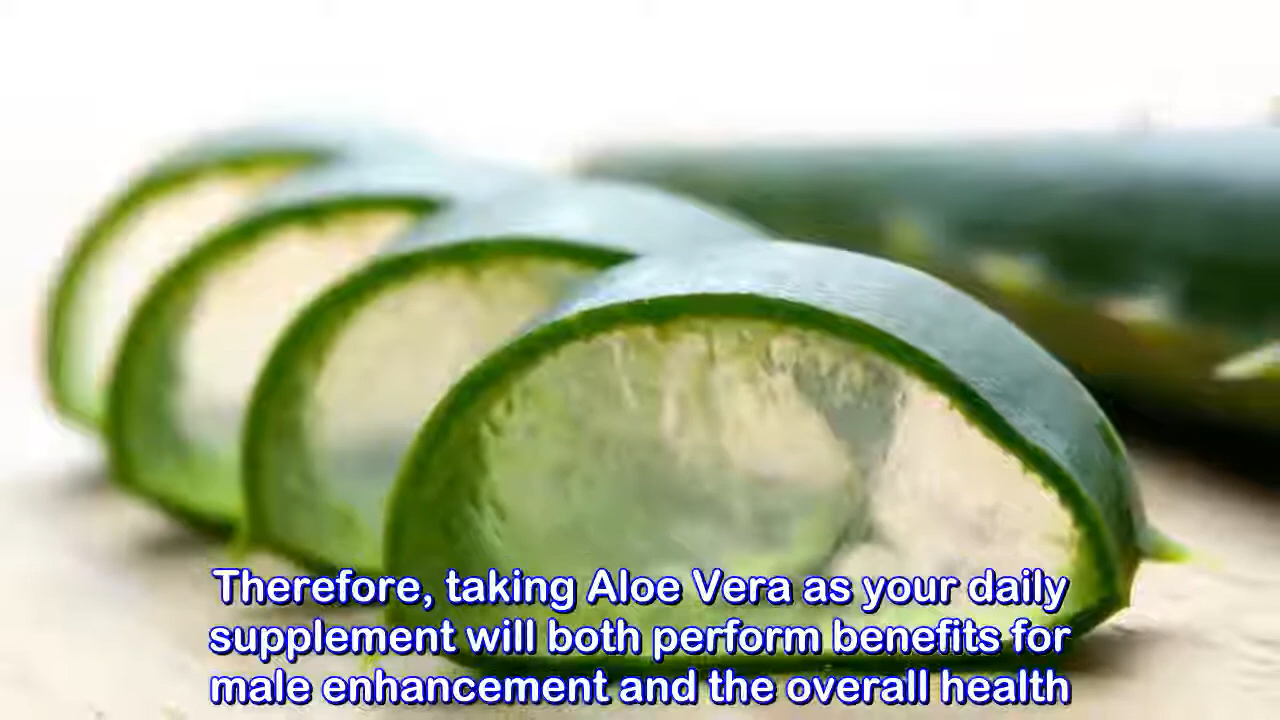 Therefore, taking Aloe Vera as your daily
supplement will both perform benefits for
male enhancement and the overall health